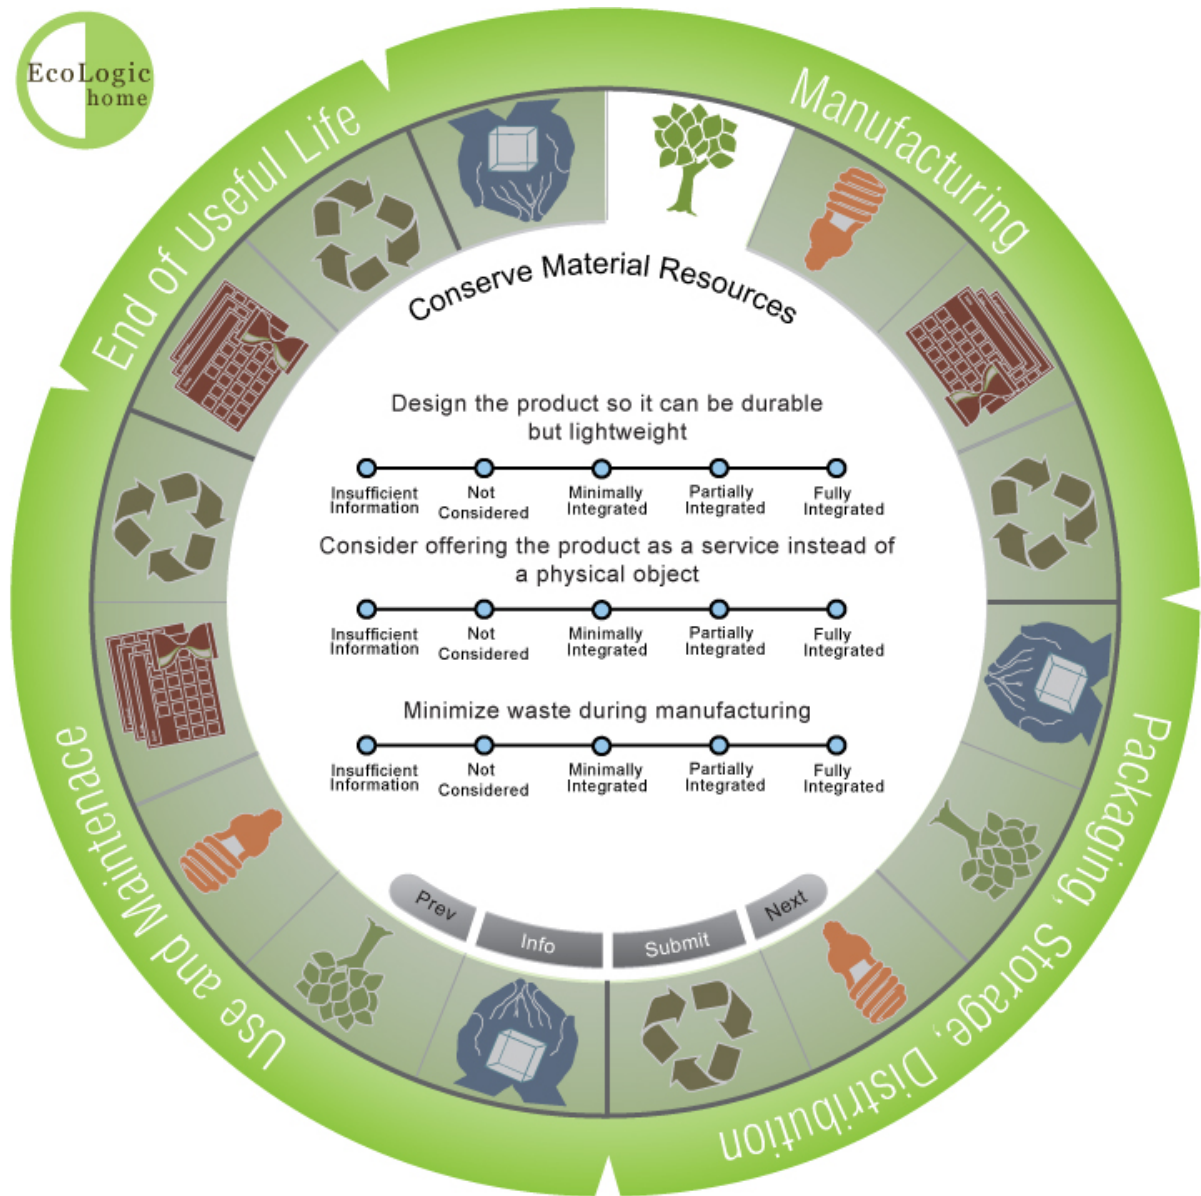 EcoLogic
home
Manufacturing
Packaging, Storage, Distribution
Use and Maintenace
End of Useful Life
Conserve Material Resources
Design the product so it can be durable
but lightweight
Insufficient Information
Not Considered
Minimally Integrated
Partially Integrated
Fully Integrated
Consider offering the product as a service instead of
a physical object
Insufficient Information
Not Considered
Minimally Integrated
Partially Integrated
Fully Integrated
Minimize waste during manufacturing
Insufficient Information
Not Considered
Minimally Integrated
Partially Integrated
Fully Integrated
Prev
Info
Submit
Next